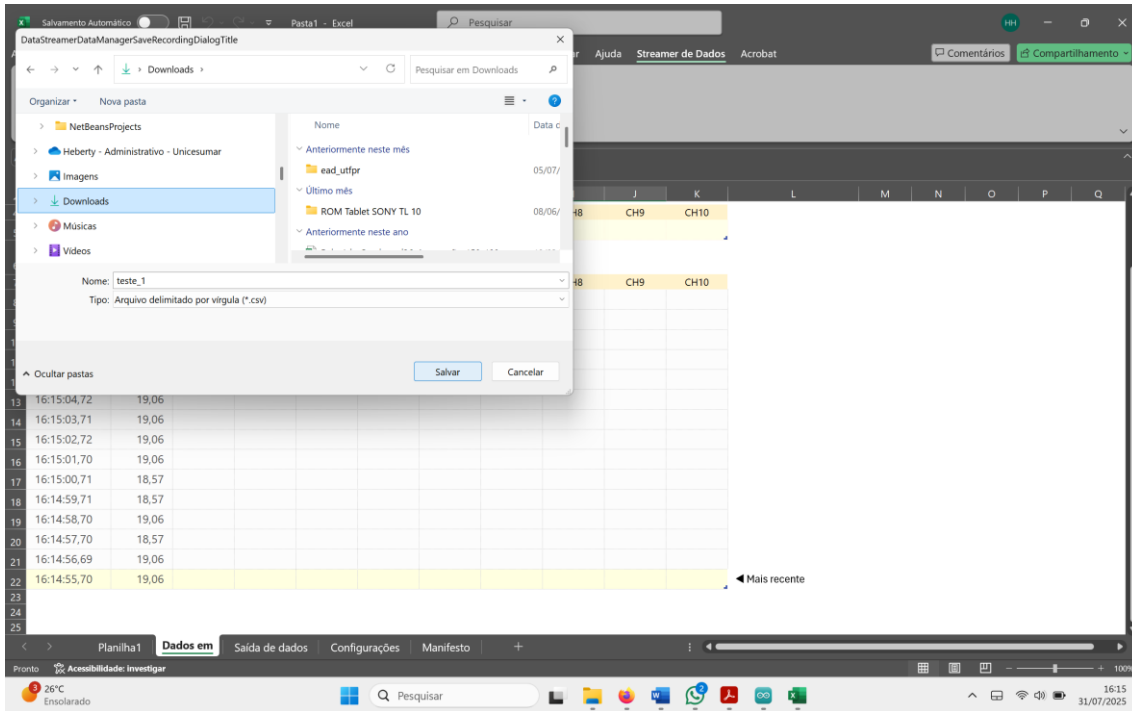 Salvamento Automático
Pasta1 - Excel
Pesquisar
HH
DataStreamerDataManagerSaveRecordingDialogTitle
Ajuda Streamer de Dados Acrobat
Comentários Compartilhamento
Downloads
Pesquisar em Downloads
Organizar Nova pasta
NetBeansProjects
Heberty - Administrativo - Unicesumar
Imagens
Downloads
Músicas
Vídeos
Nome Data
Anteriormente neste mês
ead_utfpr 05/07/
Último mês
ROM Tablet SONY TL 10 08/06/
Anteriormente neste ano
Nome: teste_1
Tipo: Arquivo delimitado por vírgula (*.csv)
Ocultar pastas
Salvar Cancelar
J K L M N O P Q
H8 CH9 CH10
H8 CH9 CH10
13 16:15:04,72 19,06
14 16:15:03,71 19,06
15 16:15:02,72 19,06
16 16:15:01,70 19,06
17 16:15:00,71 18,57
18 16:14:59,71 18,57
19 16:14:58,70 19,06
20 16:14:57,70 18,57
21 16:14:56,69 19,06
22 16:14:55,70 19,06 Mais recente
23
24
25
Planilha1 Dados em Saída de dados Configurações Manifesto
Pronto Acessibilidade: investigar
100%
3
26°C
Ensolarado
Pesquisar
2
16:15
31/07/2025